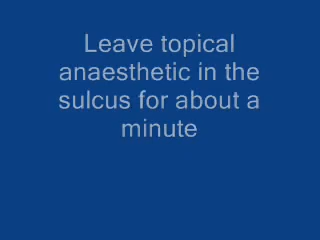 Leave topical
anaesthetic in the
sulcus for about a
minute